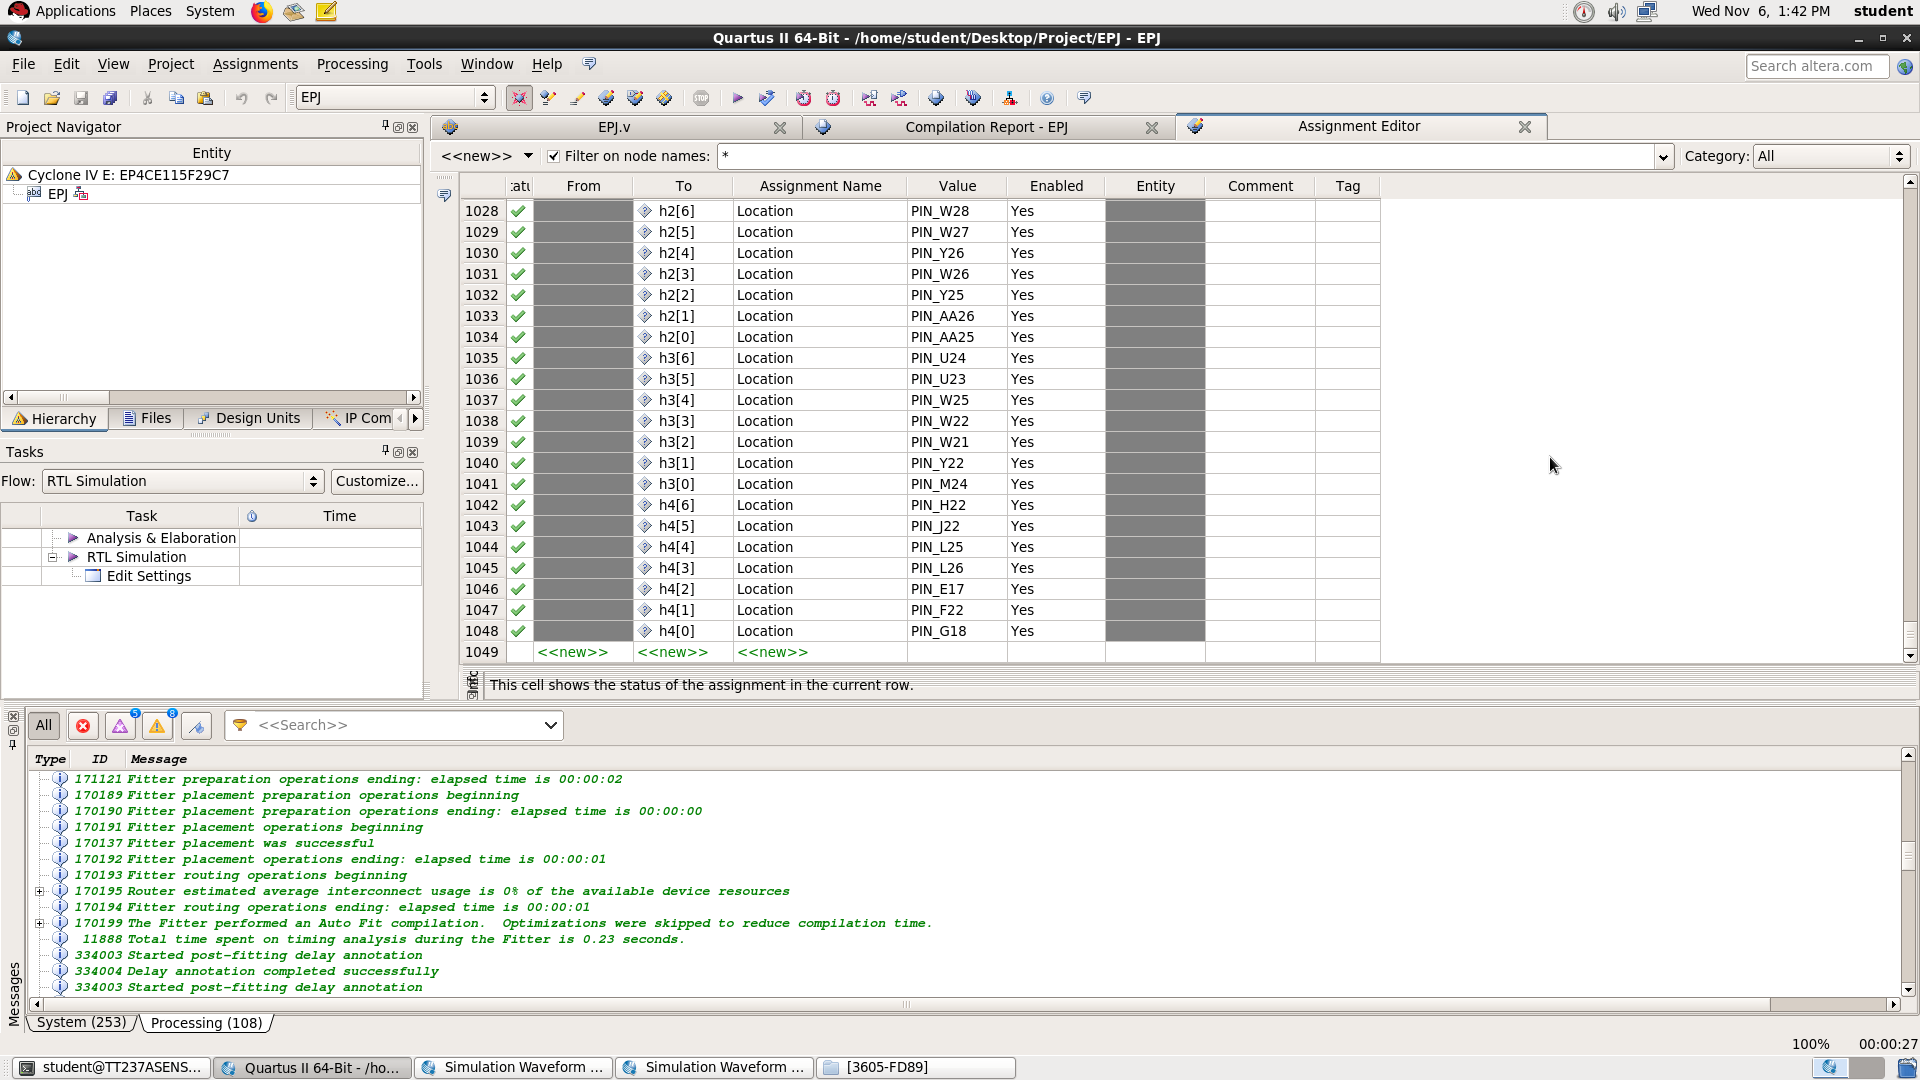 Applications Places System Wed Nov 6, 1:42 PM student
Quartus II 64-Bit - /home/student/Desktop/Project/EPJ - EPJ
File Edit View Project Assignments Processing Tools Window Help Search altera.com
EPJ STOP
Project Navigator
Entity
Cyclone IV E: EP4CE115F29C7
abc EPJ
Hierarchy Files Design Units IP Com
Tasks
Flow: RTL Simulation Customize...
Task Time
Analysis & Elaboration
RTL Simulation
Edit Settings
EPJ.v Compilation Report - EPJ Assignment Editor
<<new>> Filter on node names: * Category: All
:atu From To Assignment Name Value Enabled Entity Comment Tag
1028 h2[6] Location PIN_W28 Yes
1029 h2[5] Location PIN_W27 Yes
1030 h2[4] Location PIN_Y26 Yes
1031 h2[3] Location PIN_W26 Yes
1032 h2[2] Location PIN_Y25 Yes
1033 h2[1] Location PIN_AA26 Yes
1034 h2[0] Location PIN_AA25 Yes
1035 h3[6] Location PIN_U24 Yes
1036 h3[5] Location PIN_U23 Yes
1037 h3[4] Location PIN_W25 Yes
1038 h3[3] Location PIN_W22 Yes
1039 h3[2] Location PIN_W21 Yes
1040 h3[1] Location PIN_Y22 Yes
1041 h3[0] Location PIN_M24 Yes
1042 h4[6] Location PIN_H22 Yes
1043 h4[5] Location PIN_J22 Yes
1044 h4[4] Location PIN_L25 Yes
1045 h4[3] Location PIN_L26 Yes
1046 h4[2] Location PIN_E17 Yes
1047 h4[1] Location PIN_F22 Yes
1048 h4[0] Location PIN_G18 Yes
1049 <<new>> <<new>> <<new>>
This cell shows the status of the assignment in the current row.
All 5 8 <<Search>>
Type ID Message
171121 Fitter preparation operations ending: elapsed time is 00:00:02
170189 Fitter placement preparation operations beginning
170190 Fitter placement preparation operations ending: elapsed time is 00:00:00
170191 Fitter placement operations beginning
170137 Fitter placement was successful
170192 Fitter placement operations ending: elapsed time is 00:00:01
170193 Fitter routing operations beginning
170195 Router estimated average interconnect usage is 0% of the available device resources
170194 Fitter routing operations ending: elapsed time is 00:00:01
170199 The Fitter performed an Auto Fit compilation.  Optimizations were skipped to reduce compilation time.
11888 Total time spent on timing analysis during the Fitter is 0.23 seconds.
334003 Started post-fitting delay annotation
334004 Delay annotation completed successfully
334003 Started post-fitting delay annotation
Messages
System (253) Processing (108)
100% 00:00:27
student@TT237ASENS... Quartus II 64-Bit - /ho... Simulation Waveform ... Simulation Waveform ... [3605-FD89]